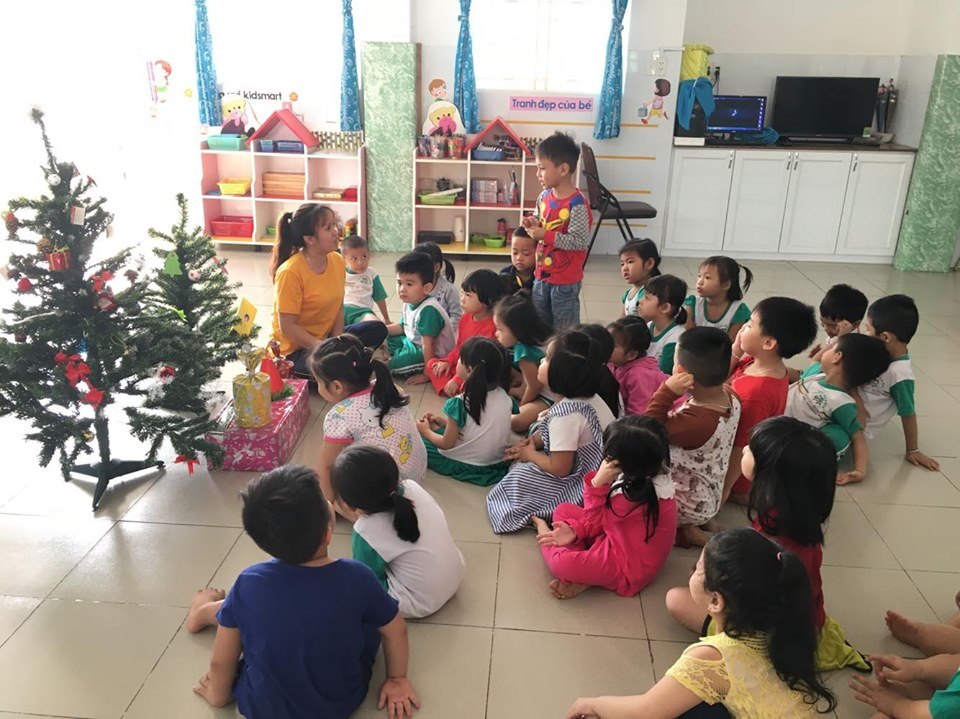 kidsmart
Tranh đẹp của bé